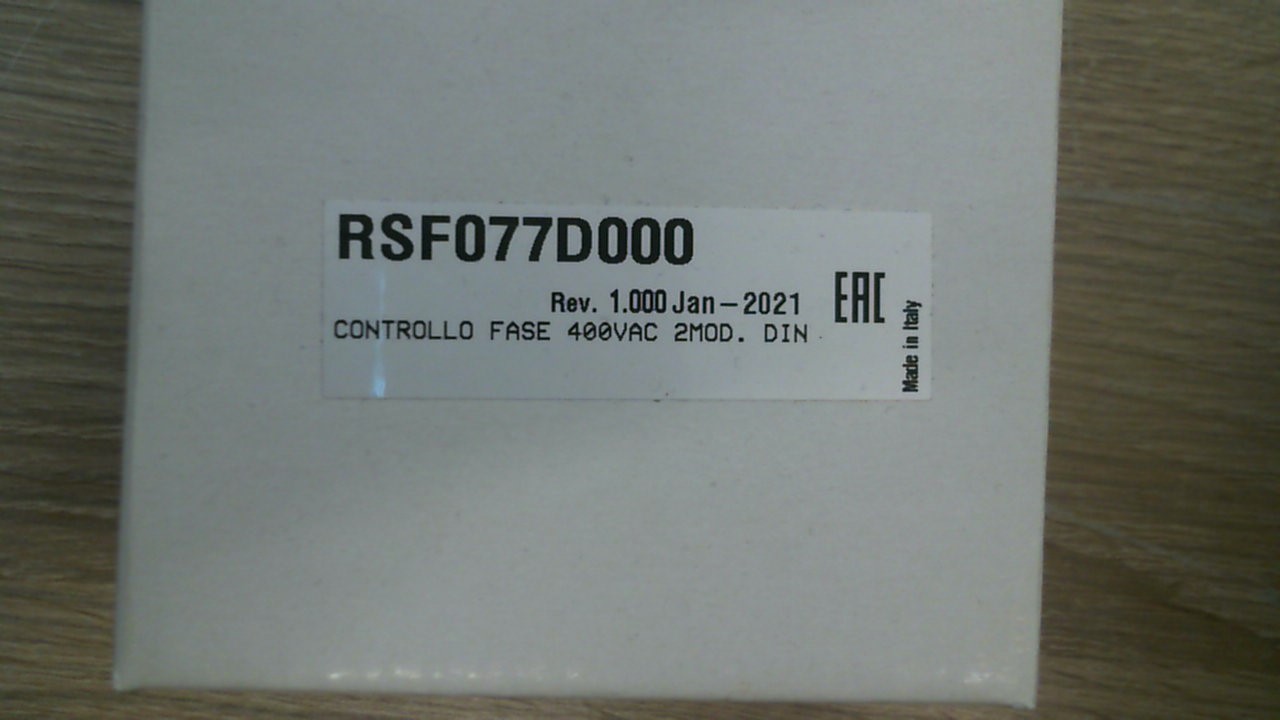 RSF077D000
Rev. 1.000 Jan-2021
EAC
CONTROLLO FASE 400VAC 2MOD. DIN
Made in Italy